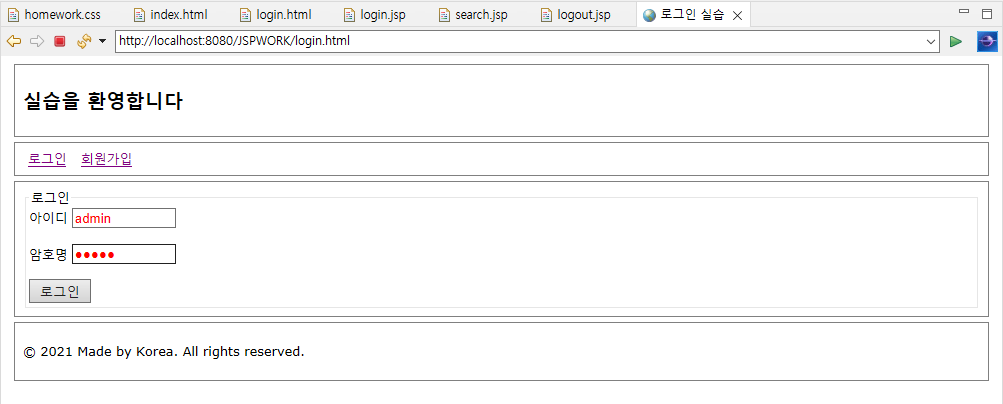 homework.css index.html login.html login.jsp search.jsp logout.jsp 로그인 실습
http://localhost:8080/JSPWORK/login.html
실습을 환영합니다
로그인 회원가입
로그인
아이디 admin
암호명 ●●●●●
로그인
© 2021 Made by Korea. All rights reserved.